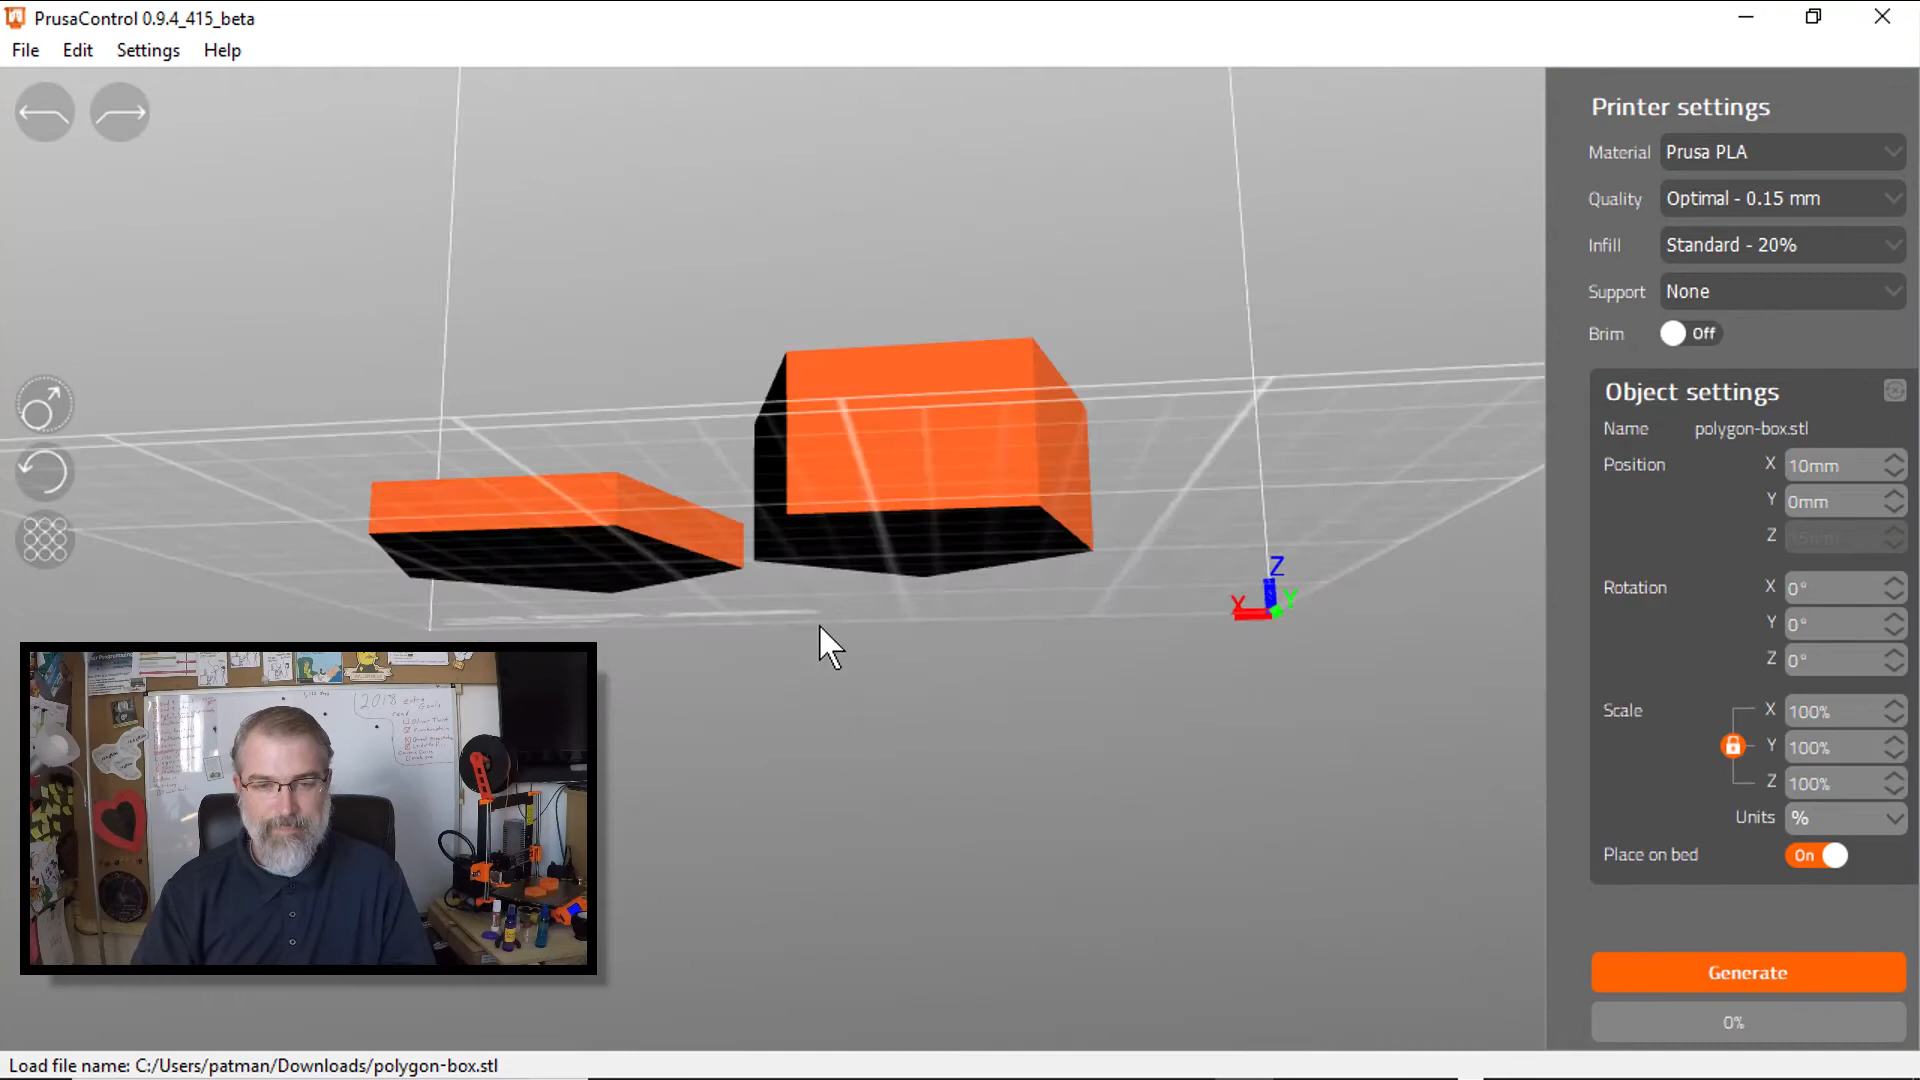 PrusaControl 0.9.4_415_beta
File Edit Settings Help
Printer settings
Material Prusa PLA
Quality Optimal - 0.15 mm
Infill Standard - 20%
Support None
Brim Off
Object settings
Name polygon-box.stl
Position X 10mm
Y 0mm
Z
Rotation X 0°
Y 0°
Z 0°
Scale X 100%
Y 100%
Z 100%
Units %
Place on bed On
Generate
0%
Z
X Y
2018
Goals
Load file name: C:/Users/patman/Downloads/polygon-box.stl